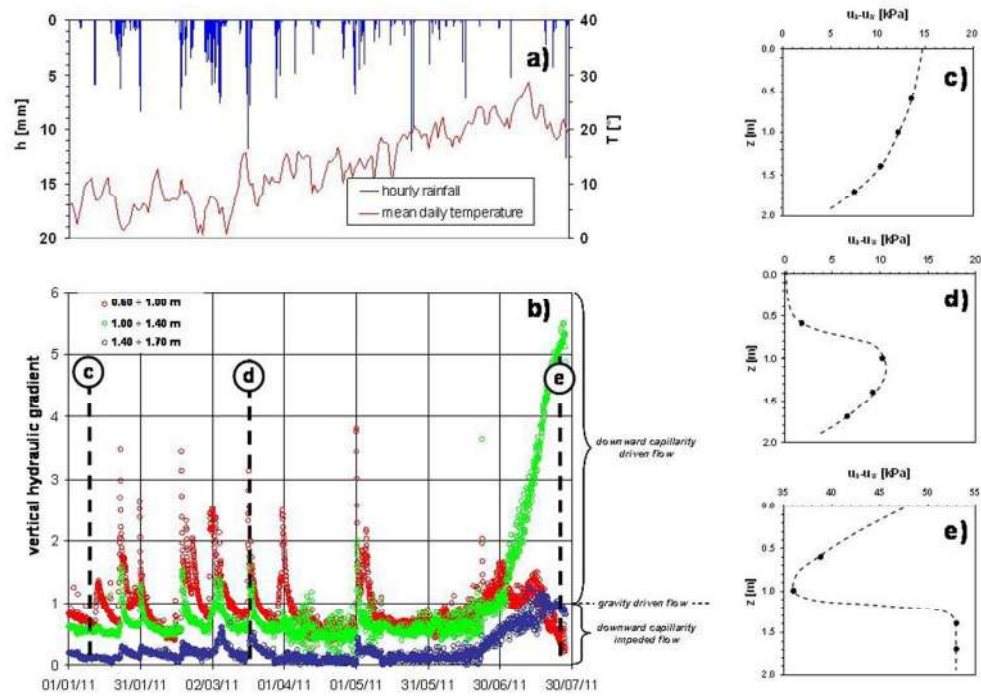 a)
h [mm]
0
5
10
15
20
T [°]
40
30
20
10
0
hourly rainfall
mean daily temperature
b)
vertical hydraulic gradient
6
5
4
3
2
1
0
0.60 ÷ 1.00 m
1.00 ÷ 1.40 m
1.40 ÷ 1.70 m
c
d
e
01/01/11 31/01/11 02/03/11 01/04/11 01/05/11 31/05/11 30/06/11 30/07/11
downward capillarity
driven flow
gravity driven flow
downward capillarity
impeded flow
uₐ-u_w [kPa]
0 5 10 15 20
c)
z [m]
0.0
0.5
1.0
1.5
2.0
uₐ-u_w [kPa]
0 5 10 15 20
d)
z [m]
0.0
0.5
1.0
1.5
2.0
uₐ-u_w [kPa]
35 40 45 50 55
e)
z [m]
0.0
0.5
1.0
1.5
2.0